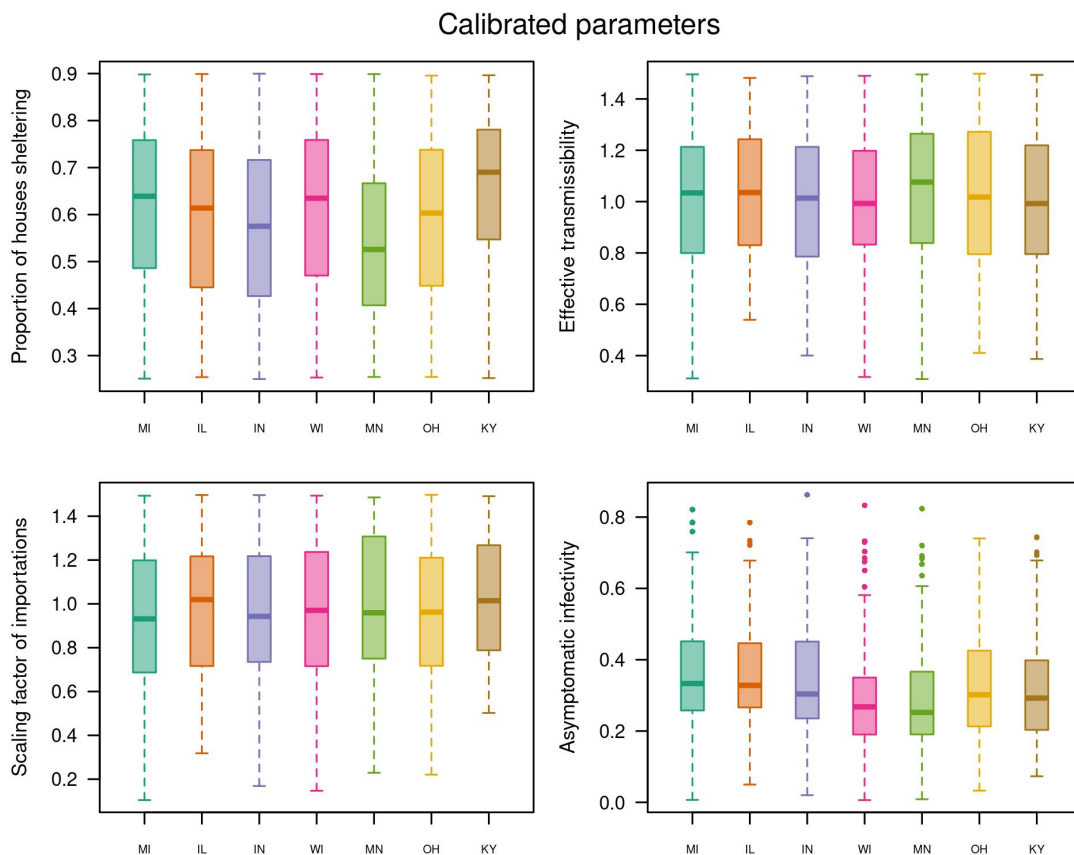 Calibrated parameters
Proportion of houses sheltering
0.9
0.8
0.7
0.6
0.5
0.4
0.3
MI IL IN WI MN OH KY
Effective transmissibility
1.4
1.2
1.0
0.8
0.6
0.4
MI IL IN WI MN OH KY
Scaling factor of importations
1.4
1.2
1.0
0.8
0.6
0.4
0.2
MI IL IN WI MN OH KY
Asymptomatic infectivity
0.8
0.6
0.4
0.2
0.0
MI IL IN WI MN OH KY